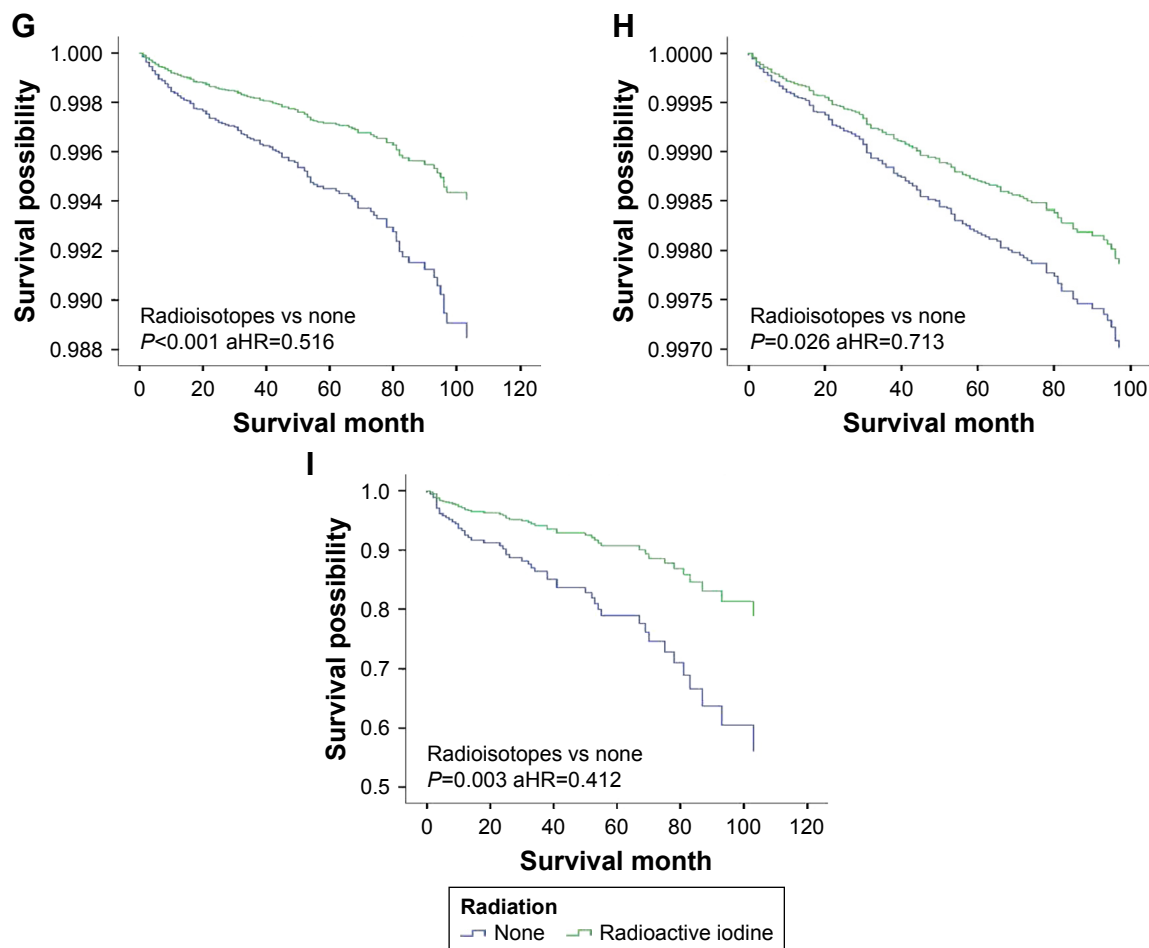 G
Survival possibility
1.000
0.998
0.996
0.994
0.992
0.990
0.988
Radioisotopes vs none
P<0.001 aHR=0.516
0 20 40 60 80 100 120
Survival month
H
Survival possibility
1.0000
0.9995
0.9990
0.9985
0.9980
0.9975
0.9970
Radioisotopes vs none
P=0.026 aHR=0.713
0 20 40 60 80 100
Survival month
I
Survival possibility
1.0
0.9
0.8
0.7
0.6
0.5
Radioisotopes vs none
P=0.003 aHR=0.412
0 20 40 60 80 100 120
Survival month
Radiation
None Radioactive iodine